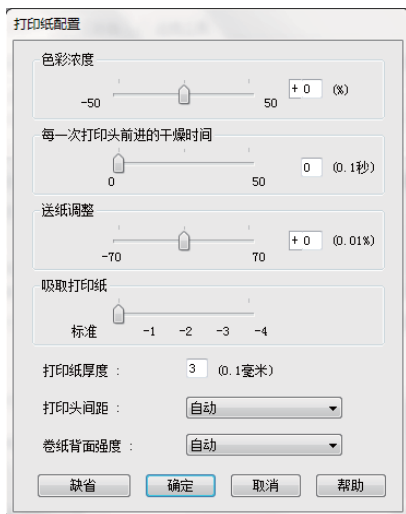 打印纸配置
色彩浓度
-50 50 + 0 (%)
每一次打印头前进的干燥时间
0 50 0 (0.1秒)
送纸调整
-70 70 + 0 (0.01%)
吸取打印纸
标准 -1 -2 -3 -4
打印纸厚度 : 3 (0.1毫米)
打印头间距 : 自动
卷纸背面强度 : 自动
缺省 确定 取消 帮助